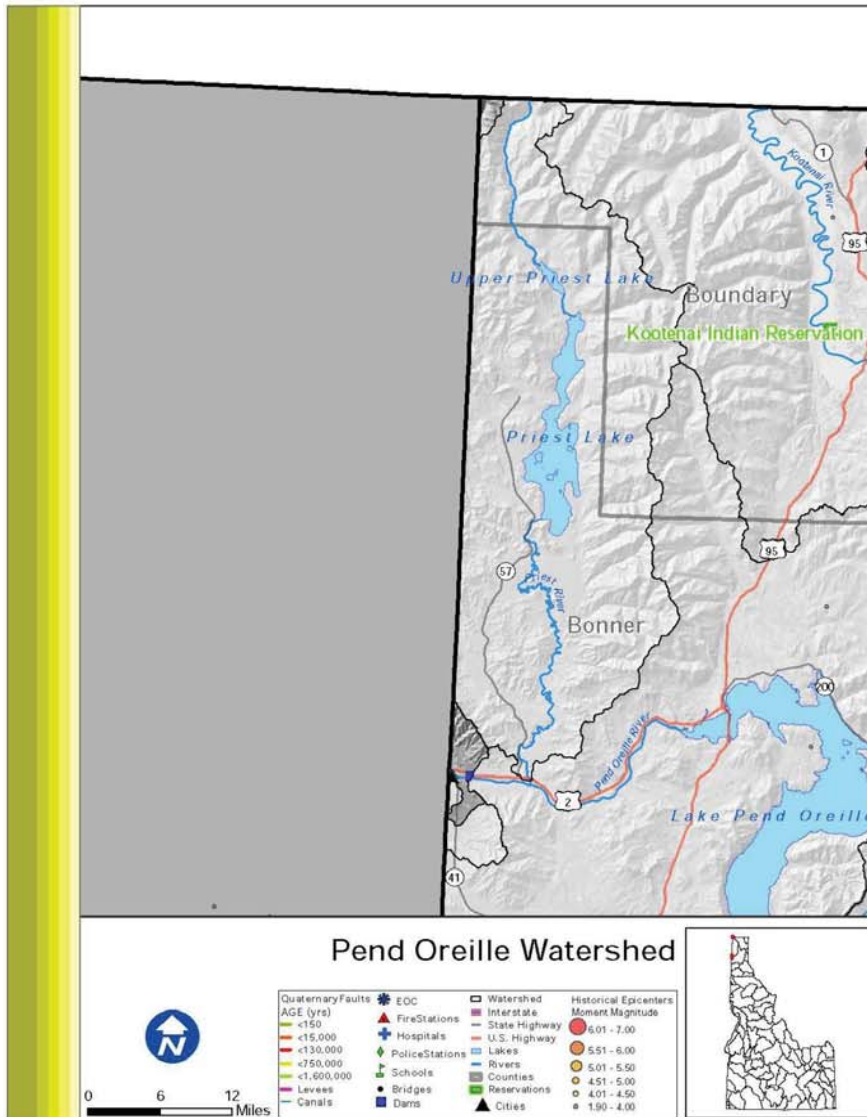 1
Kootenai River
95
Upper Priest Lake
Boundary
Kootenai Indian Reservation
Priest Lake
95
57
Priest River
Bonner
200
Pend Oreille River
2
Lake Pend Oreille
41
Pend Oreille Watershed
N
0 6 12
Miles
Quaternary Faults
AGE (yrs)
<150
<15,000
<130,000
<750,000
<1,600,000
Levees
Canals
EOC
FireStations
Hospitals
PoliceStations
Schools
Bridges
Dams
Watershed
Interstate
State Highway
U.S. Highway
Lakes
Rivers
Counties
Reservations
Cities
Historical Epicenters
Moment Magnitude
6.01 - 7.00
5.51 - 6.00
5.01 - 5.50
4.51 - 5.00
4.01 - 4.50
1.90 - 4.00